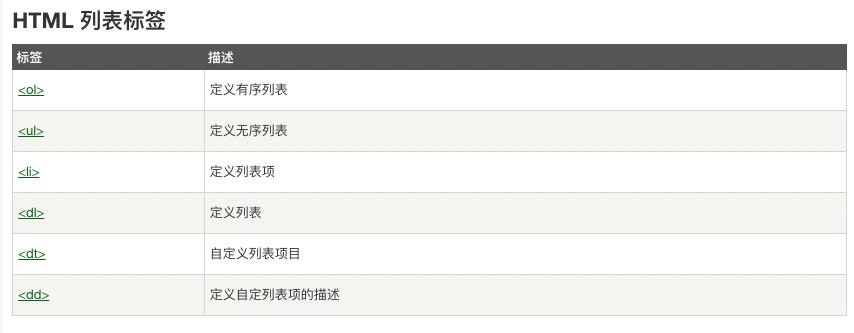 HTML 列表标签
标签 描述
<ol> 定义有序列表
<ul> 定义无序列表
<li> 定义列表项
<dl> 定义列表
<dt> 自定义列表项目
<dd> 定义自定列表项的描述